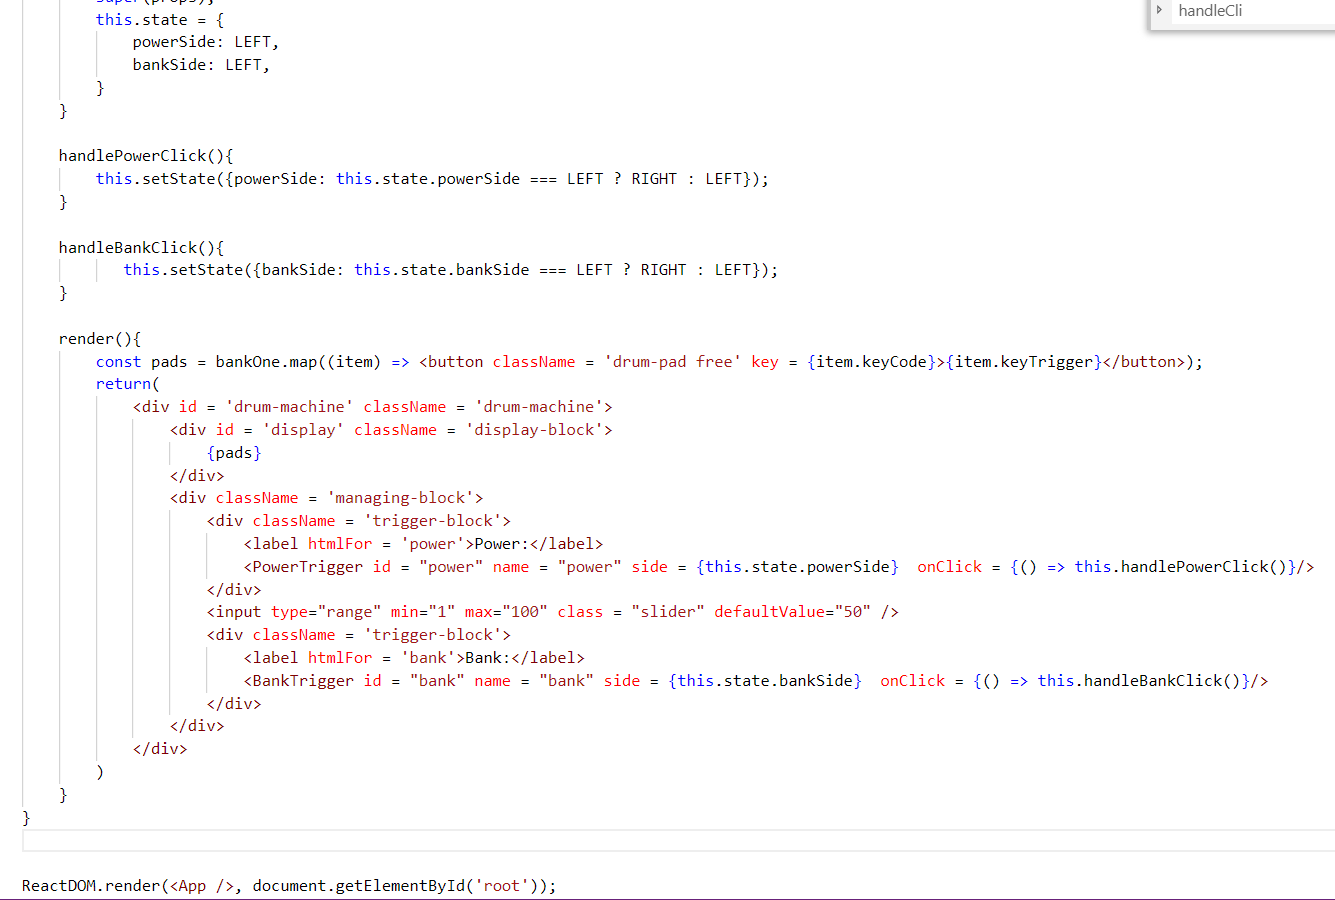 super(props);
handleCli
this.state = {
powerSide: LEFT,
bankSide: LEFT,
}
}
handlePowerClick(){
this.setState({powerSide: this.state.powerSide === LEFT ? RIGHT : LEFT});
}
handleBankClick(){
this.setState({bankSide: this.state.bankSide === LEFT ? RIGHT : LEFT});
}
render(){
const pads = bankOne.map((item) => <button className = 'drum-pad free' key = {item.keyCode}>{item.keyTrigger}</button>);
return(
<div id = 'drum-machine' className = 'drum-machine'>
<div id = 'display' className = 'display-block'>
{pads}
</div>
<div className = 'managing-block'>
<div className = 'trigger-block'>
<label htmlFor = 'power'>Power:</label>
<PowerTrigger id = "power" name = "power" side = {this.state.powerSide}  onClick = {() => this.handlePowerClick()}/>
</div>
<input type="range" min="1" max="100" class = "slider" defaultValue="50" />
<div className = 'trigger-block'>
<label htmlFor = 'bank'>Bank:</label>
<BankTrigger id = "bank" name = "bank" side = {this.state.bankSide}  onClick = {() => this.handleBankClick()}/>
</div>
</div>
</div>
)
}
}
ReactDOM.render(<App />, document.getElementById('root'));